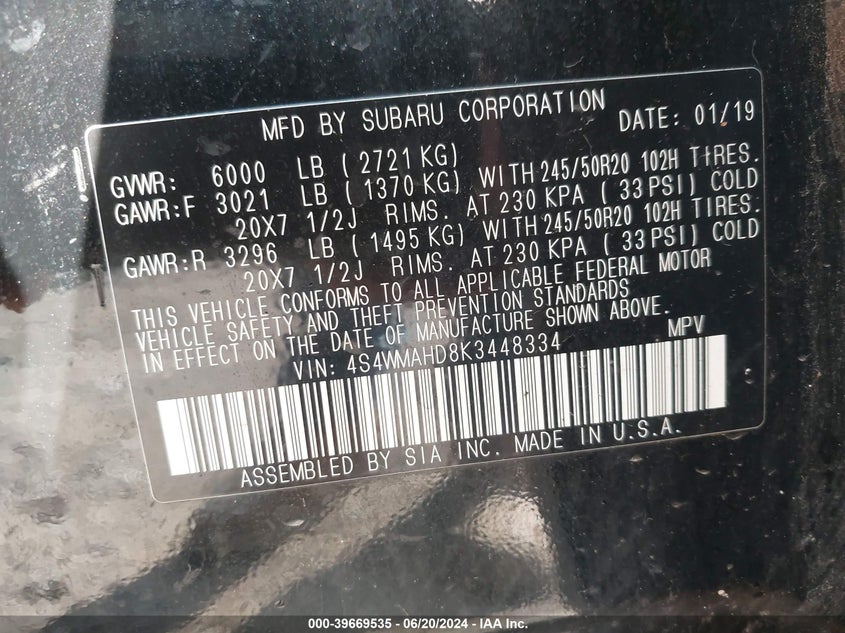 MFD BY SUBARU CORPORATION DATE: 01/19
GVWR: 6000 LB ( 2721 KG)
GAWR:F 3021 LB ( 1370 KG) WITH 245/50R20 102H TIRES.
20X7 1/2J RIMS. AT 230 KPA ( 33 PSI) COLD
GAWR:R 3296 LB ( 1495 KG) WITH 245/50R20 102H TIRES.
20X7 1/2J RIMS. AT 230 KPA ( 33 PSI) COLD
THIS VEHICLE CONFORMS TO ALL APPLICABLE FEDERAL MOTOR
VEHICLE SAFETY AND THEFT PREVENTION STANDARDS
IN EFFECT ON THE DATE OF MANUFACTURE SHOWN ABOVE.
VIN: 4S4WMAHD8K3448334 MPV
ASSEMBLED BY SIA INC. MADE IN U.S.A.
000-39669535 - 06/20/2024 - IAA Inc.